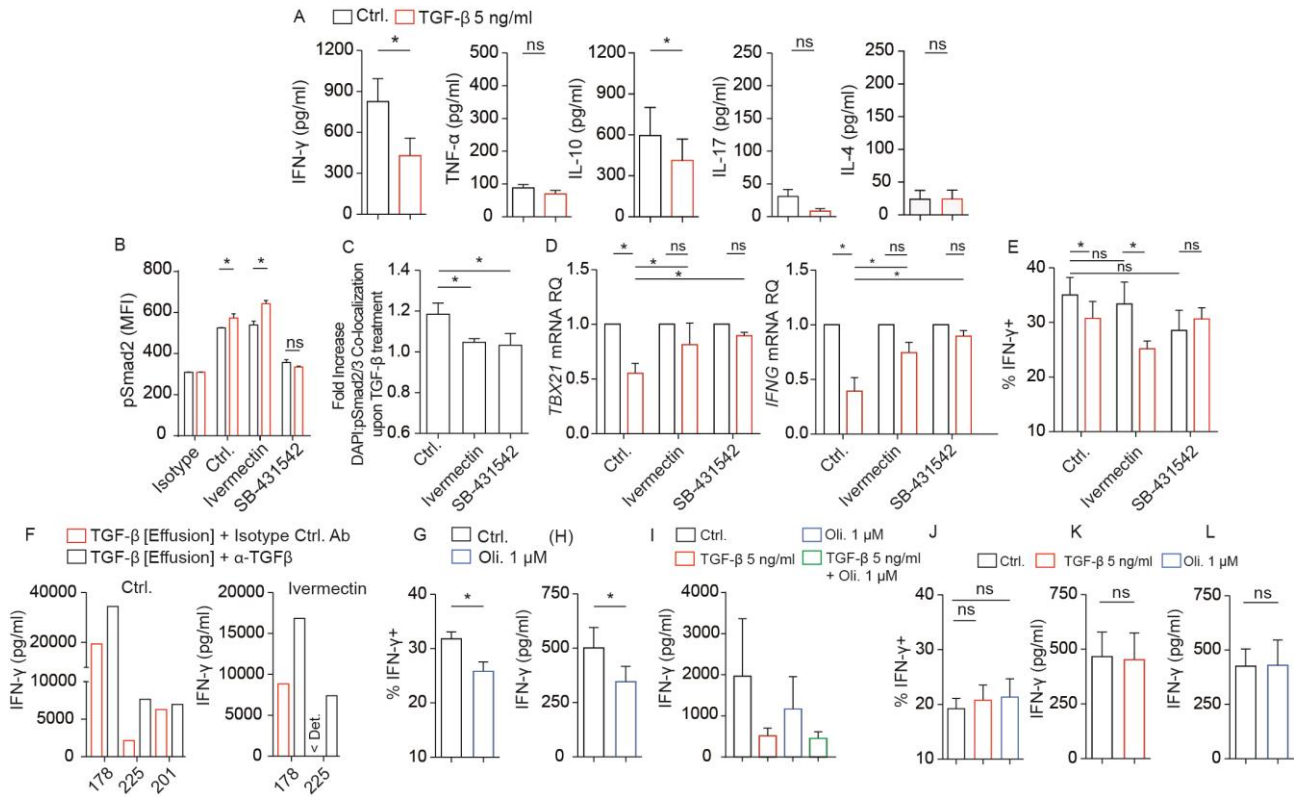 A
Ctrl. TGF-β 5 ng/ml
IFN-γ (pg/ml)
1200
900
600
300
0
*
TNF-α (pg/ml)
500
400
300
200
100
0
ns
IL-10 (pg/ml)
1200
900
600
300
0
*
IL-17 (pg/ml)
250
200
150
100
50
0
ns
IL-4 (pg/ml)
250
200
150
100
50
0
ns
B
pSmad2 (MFI)
800
600
400
200
0
* * ns
Isotype Ctrl. Ivermectin SB-431542
C
Fold Increase
DAPI:pSmad2/3 Co-localization
upon TGF-β treatment
1.4
1.2
1.0
0.8
0.6
*
*
Ctrl. Ivermectin SB-431542
D
TBX21 mRNA RQ
1.5
1.0
0.5
0.0
* ns ns
*
*
Ctrl. Ivermectin SB-431542
IFNG mRNA RQ
1.5
1.0
0.5
0.0
* ns ns
*
*
Ctrl. Ivermectin SB-431542
E
% IFN-γ+
40
30
20
10
* * ns
ns
ns
Ctrl. Ivermectin SB-431542
F
TGF-β [Effusion] + Isotype Ctrl. Ab
TGF-β [Effusion] + α-TGFβ
Ctrl.
IFN-γ (pg/ml)
40000
20000
10000
5000
0
178 225 201
Ivermectin
IFN-γ (pg/ml)
20000
15000
10000
5000
0
< Det.
178 225
G (H)
Ctrl.
Oli. 1 μM
% IFN-γ+
40
30
20
10
*
IFN-γ (pg/ml)
750
500
250
0
*
I
Ctrl. Oli. 1 μM
TGF-β 5 ng/ml TGF-β 5 ng/ml
+ Oli. 1 μM
IFN-γ (pg/ml)
4000
3000
2000
1000
0
J K L
Ctrl. TGF-β 5 ng/ml Oli. 1 μM
% IFN-γ+
40
30
20
10
ns
ns
IFN-γ (pg/ml)
750
500
250
0
ns
IFN-γ (pg/ml)
750
500
250
0
ns